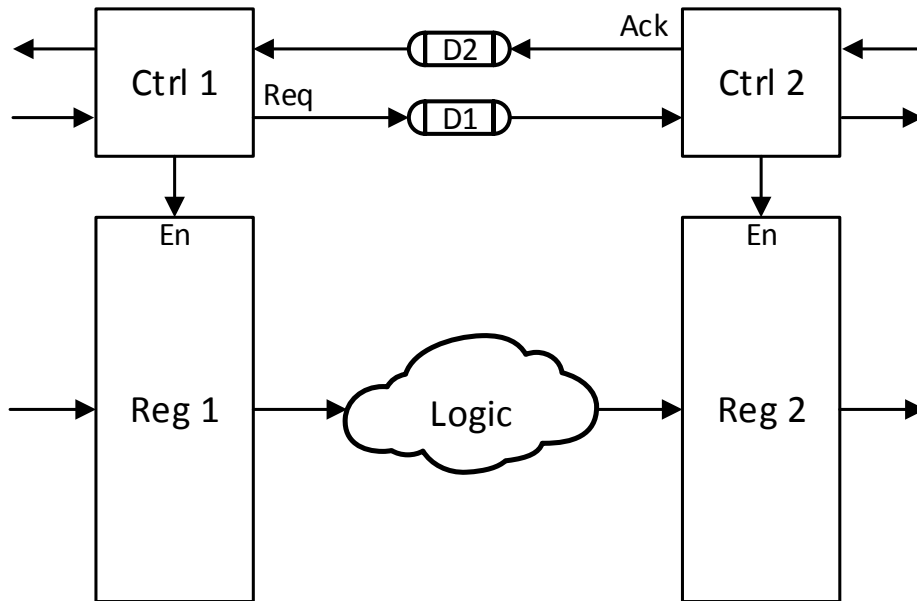 Ack
D2
Ctrl 1
Ctrl 2
Req
D1
En
En
Reg 1
Logic
Reg 2